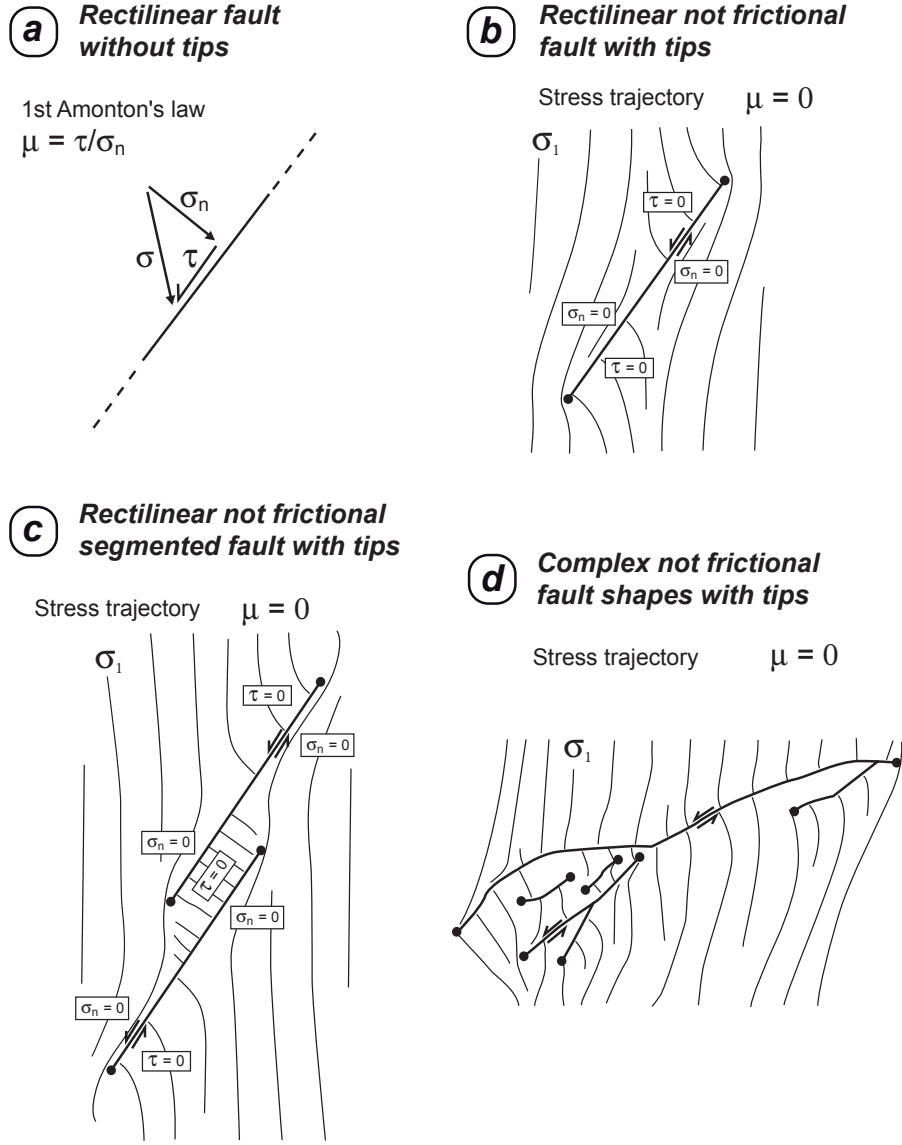 a Rectilinear fault
without tips
1st Amonton's law
μ = τ/σn
σn
σ τ
b Rectilinear not frictional
fault with tips
Stress trajectory μ = 0
σ1
τ = 0
σn = 0
σn = 0
τ = 0
c Rectilinear not frictional
segmented fault with tips
Stress trajectory μ = 0
σ1
τ = 0
σn = 0
σn = 0
τ = 0
σn = 0
σn = 0
τ = 0
d Complex not frictional
fault shapes with tips
Stress trajectory μ = 0
σ1